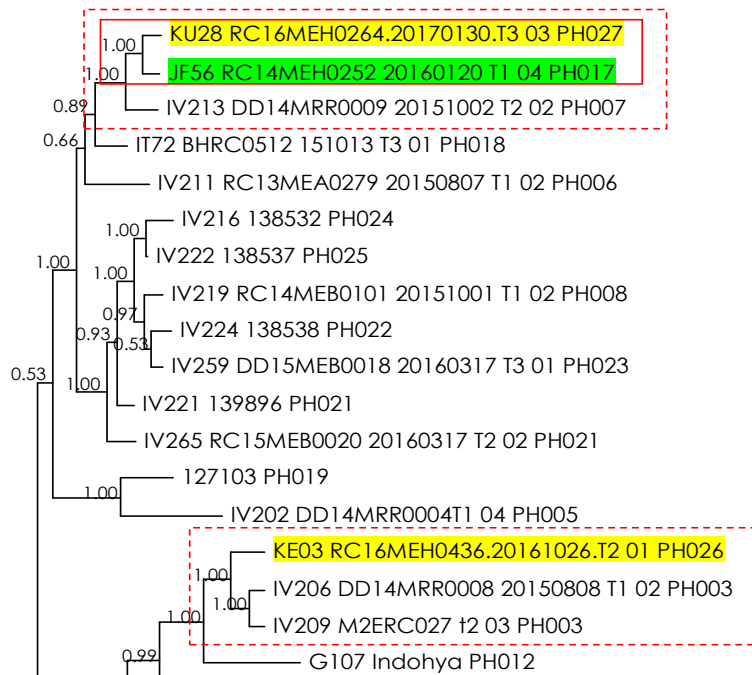 1.00
KU28 RC16MEH0264.20170130.T3 03 PH027
1.00
JF56 RC14MEH0252 20160120 T1 04 PH017
0.89
IV213 DD14MRR0009 20151002 T2 02 PH007
0.66
IT72 BHRC0512 151013 T3 01 PH018
IV211 RC13MEA0279 20150807 T1 02 PH006
1.00
IV216 138532 PH024
1.00
IV222 138537 PH025
1.00
IV219 RC14MEB0101 20151001 T1 02 PH008
0.97
0.93
IV224 138538 PH022
0.53
IV259 DD15MEB0018 20160317 T3 01 PH023
0.53
1.00
IV221 139896 PH021
IV265 RC15MEB0020 20160317 T2 02 PH021
127103 PH019
1.00
IV202 DD14MRR0004T1 04 PH005
KE03 RC16MEH0436.20161026.T2 01 PH026
1.00
IV206 DD14MRR0008 20150808 T1 02 PH003
1.00
1.00
IV209 M2ERC027 t2 03 PH003
0.99
G107 Indohya PH012